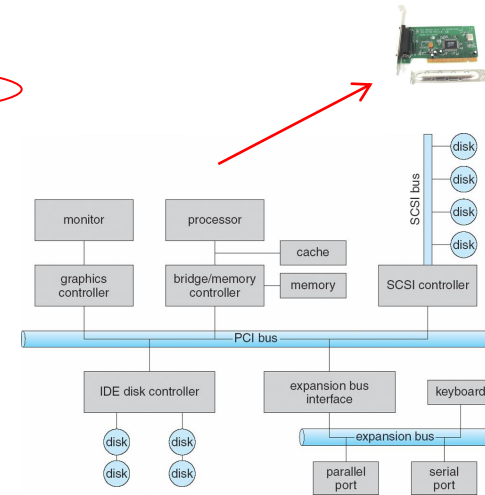 disk
disk
disk
disk
SCSI bus
monitor
processor
cache
graphics
controller
bridge/memory
controller
memory
SCSI controller
PCI bus
IDE disk controller
expansion bus
interface
keyboard
disk
disk
expansion bus
disk
disk
parallel
port
serial
port